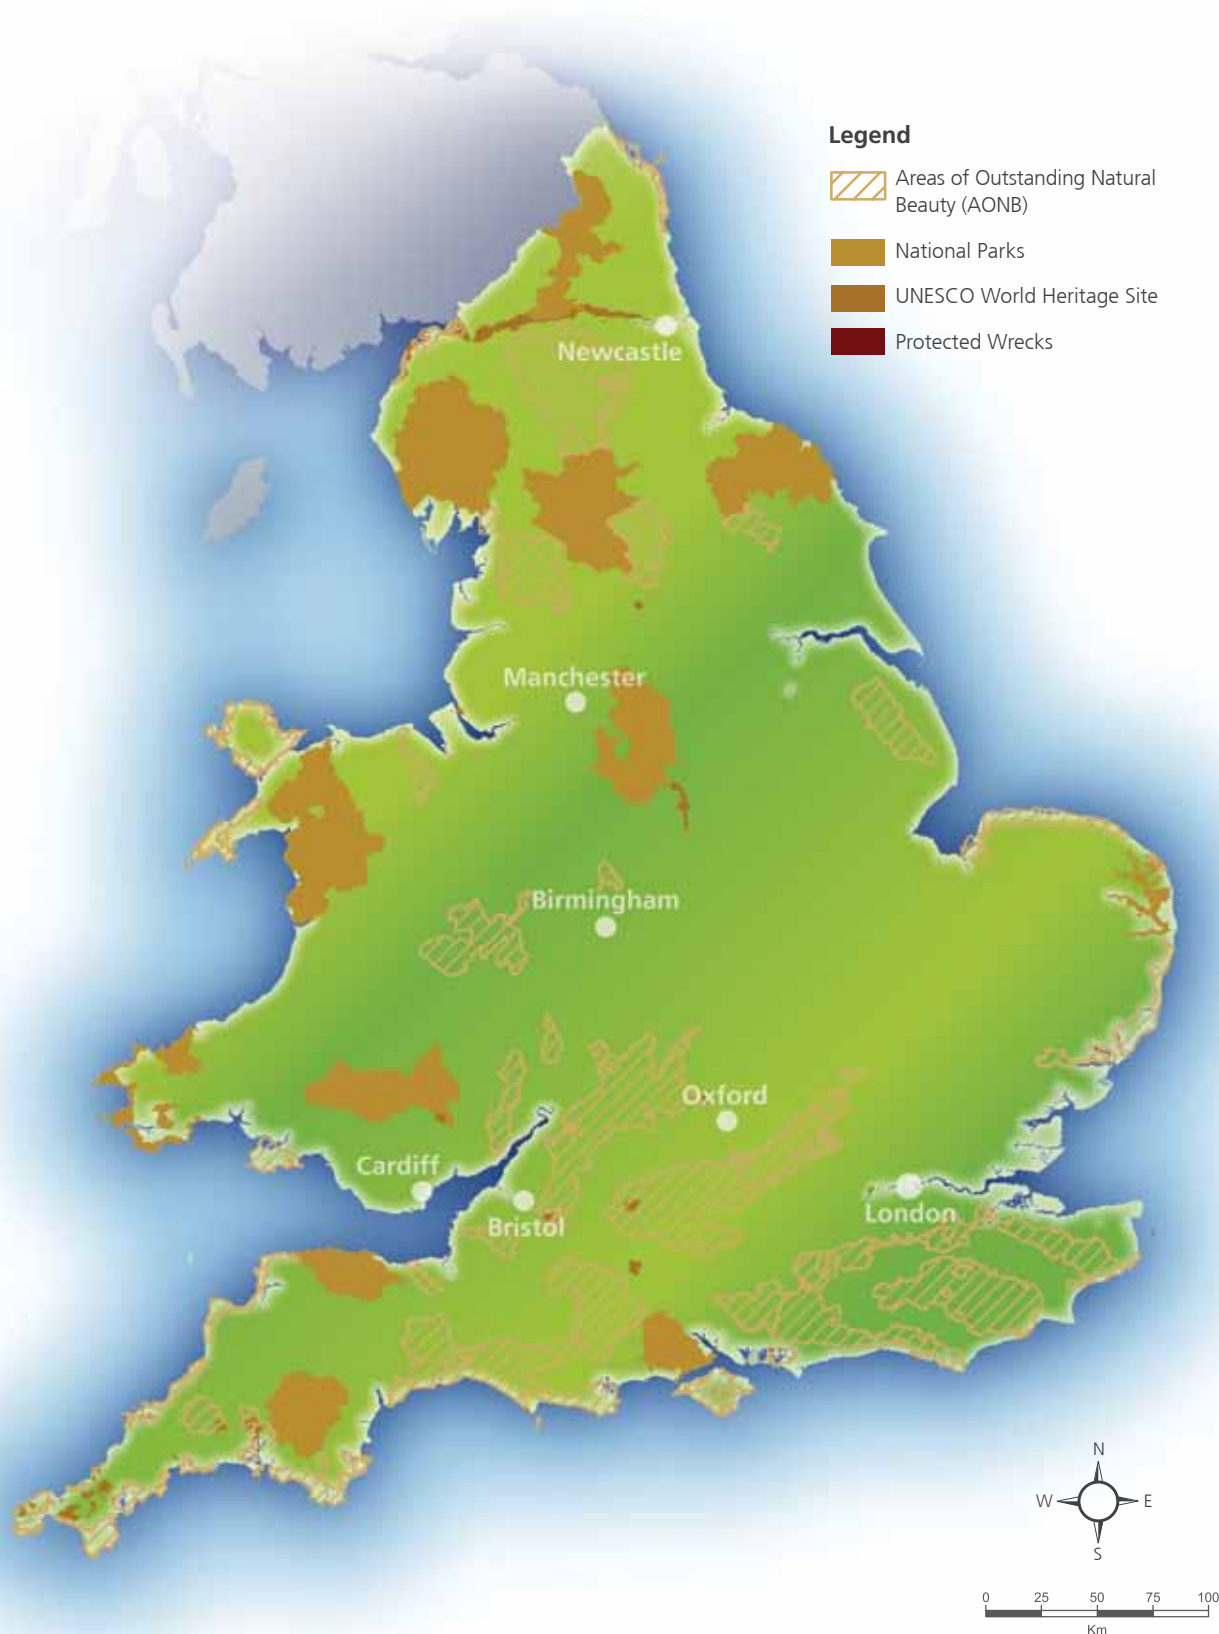 Legend
Areas of Outstanding Natural
Beauty (AONB)
National Parks
UNESCO World Heritage Site
Protected Wrecks
Newcastle
Manchester
Birmingham
Oxford
Cardiff
Bristol
London
N
W E
S
0 25 50 75 100
Km